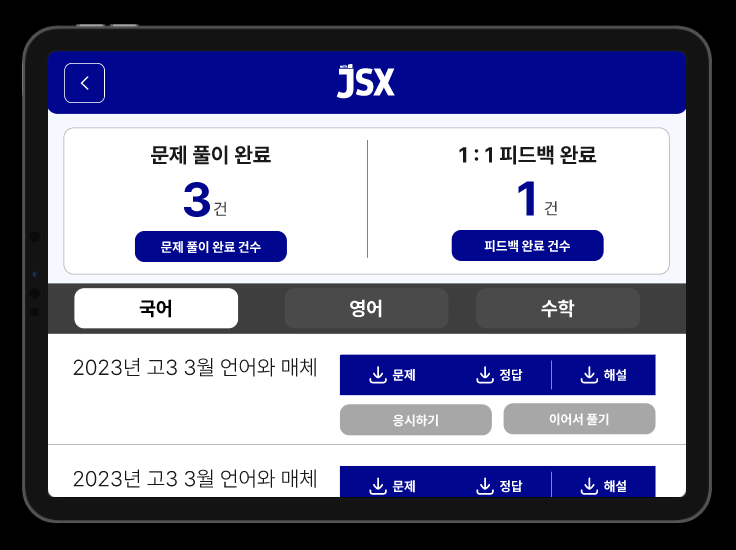 JSX
문제 풀이 완료
1 : 1 피드백 완료
3건
1 건
문제 풀이 완료 건수
피드백 완료 건수
국어
영어
수학
2023년 고3 3월 언어와 매체
문제
정답
해설
응시하기
이어서 풀기
2023년 고3 3월 언어와 매체
문제
정답
해설